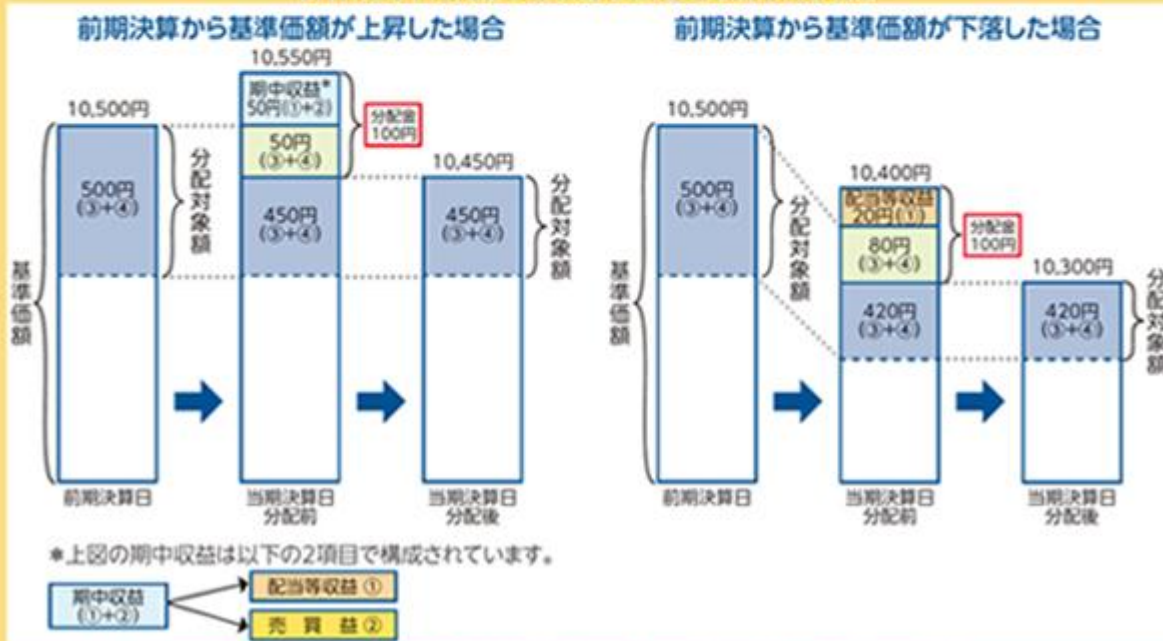 前期決算から基準価額が上昇した場合
10,500円
500円
(③+④)
分配対象額
基準価額
前期決算日
10,550円
期中収益*
50円(①+②)
50円
(③+④)
450円
(③+④)
分配金
100円
当期決算日
分配前
10,450円
450円
(③+④)
分配対象額
当期決算日
分配後
前期決算から基準価額が下落した場合
10,500円
500円
(③+④)
分配対象額
基準価額
前期決算日
10,400円
配当等収益
20円(①)
80円
(③+④)
420円
(③+④)
分配金
100円
当期決算日
分配前
10,300円
420円
(③+④)
分配対象額
当期決算日
分配後
*上図の期中収益は以下の2項目で構成されています。
期中収益
(①+②)
配当等収益 ①
売 買 益 ②